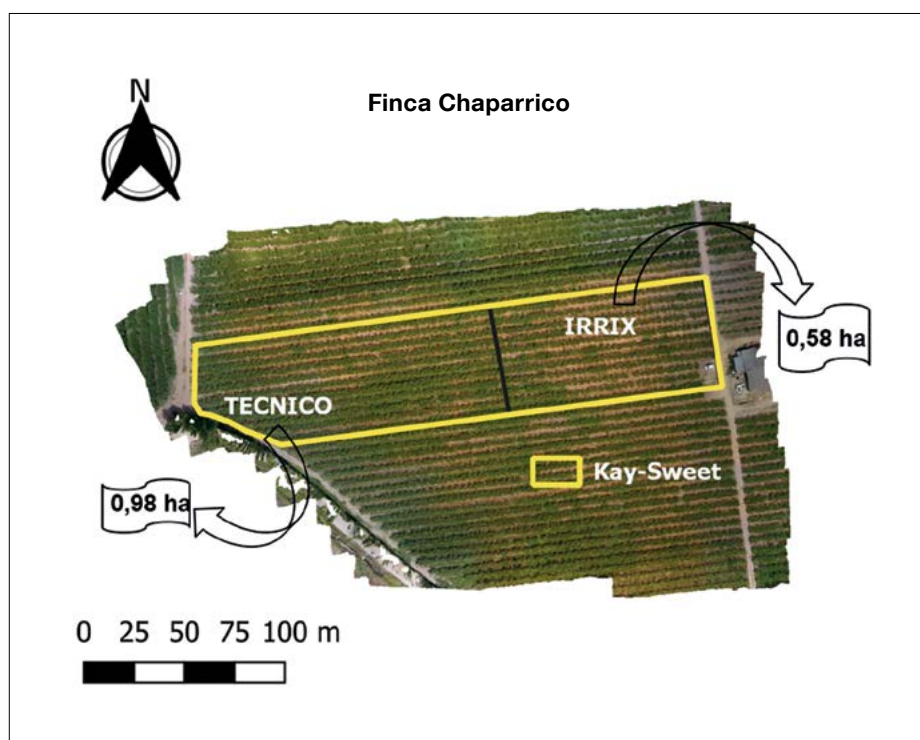 N
Finca Chaparrico
IRRIX
0,58 ha
TECNICO
Kay-Sweet
0,98 ha
0 25 50 75 100 m